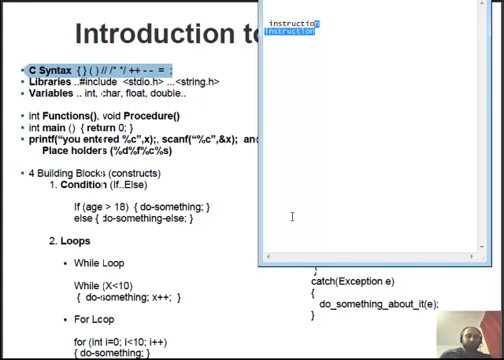 Introduction to
• C Syntax { } ( ) // /* */ ++ - - = ;
• Libraries ..#include <stdio.h> ...<string.h>
• Variables .. int, char, float, double..
• int Functions(), void Procedure()
• int main () { return 0; }
• printf("you entered %c",x);, scanf("%c",&x); and
Place holders (%d%f%c%s)
• 4 Building Blocks (constructs)
1. Condition (If..Else)
If (age > 18) { do-something; }
else { do-something-else; }
2. Loops
• While Loop
While (X<10)
{ do-something; x++; }
• For Loop
for (int i=0; i<10; i++)
{ do-something;
instruction
instruction
}
catch(Exception e)
{
do_something_about_it(e);
}